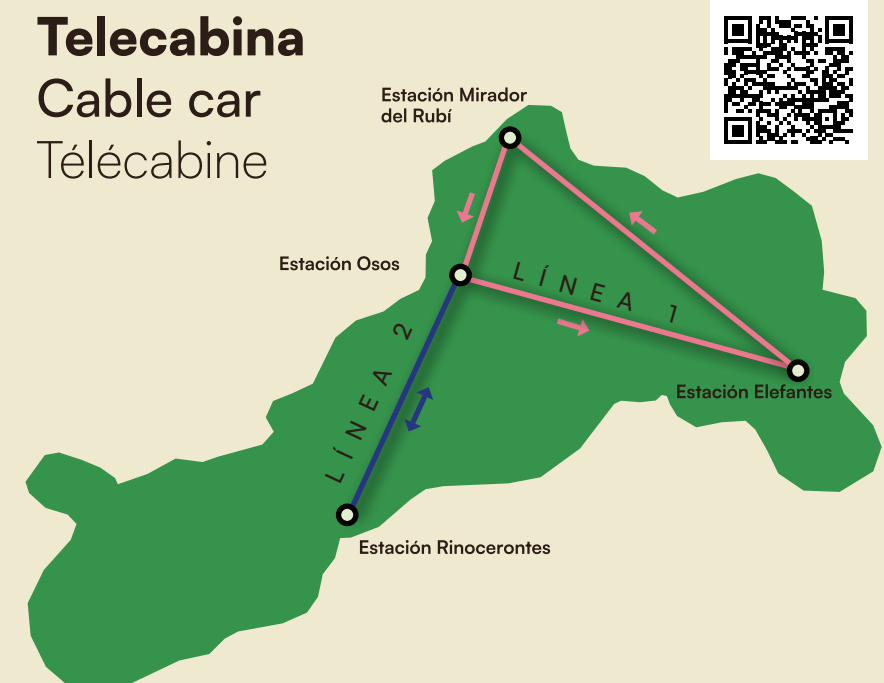 Telecabina
Cable car
Télécabine
Estación Mirador
del Rubí
Estación Osos
LÍNEA 1
LÍNEA 2
Estación Elefantes
Estación Rinocerontes